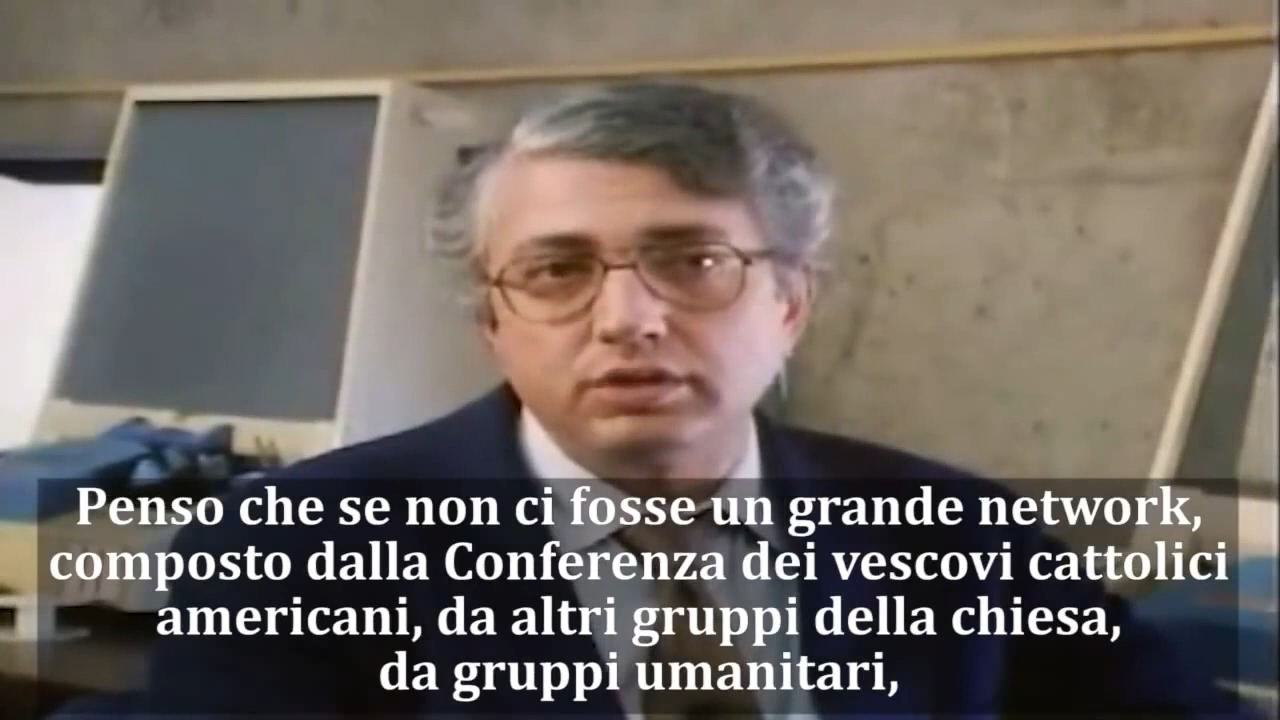 Penso che se non ci fosse un grande network,
composto dalla Conferenza dei vescovi cattolici
americani, da altri gruppi della chiesa,
da gruppi umanitari,